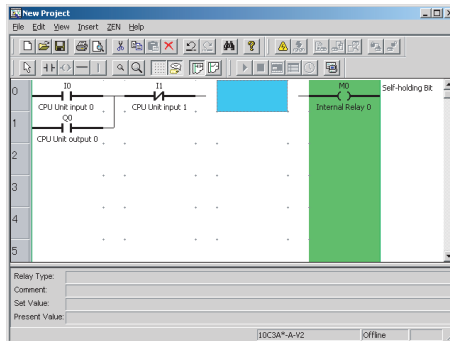 New Project
File Edit View Insert ZEN Help
0 I0 I1 M0 Self-holding Bit
CPU Unit input 0 CPU Unit input 1 Internal Relay 0
1 Q0
CPU Unit output 0
2
3
4
5
Relay Type:
Comment:
Set Value:
Present Value:
10C3A*-A-V2 Offline